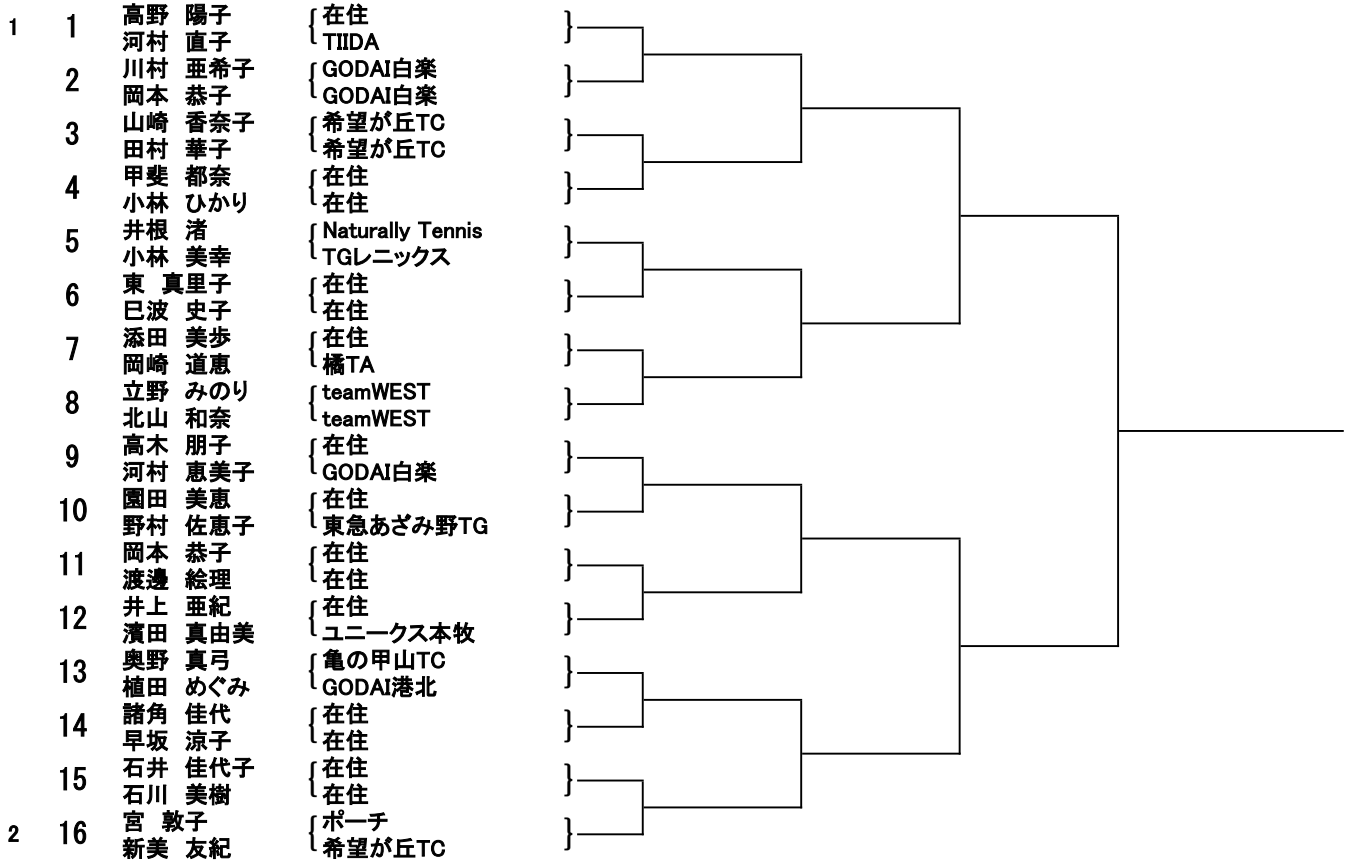 1 1 高野 陽子 在住
河村 直子 TIIDA
2 川村 亜希子 GODAI白楽
岡本 恭子 GODAI白楽
3 山崎 香奈子 希望が丘TC
田村 華子 希望が丘TC
4 甲斐 都奈 在住
小林 ひかり 在住
5 井根 渚 Naturally Tennis
小林 美幸 TGレニックス
6 東 真里子 在住
巳波 史子 在住
7 添田 美歩 在住
岡崎 道恵 橘TA
8 立野 みのり teamWEST
北山 和奈 teamWEST
9 高木 朋子 在住
河村 恵美子 GODAI白楽
10 園田 美恵 在住
野村 佐恵子 東急あざみ野TG
11 岡本 恭子 在住
渡邊 絵理 在住
12 井上 亜紀 在住
濱田 真由美 ユニークス本牧
13 奥野 真弓 亀の甲山TC
植田 めぐみ GODAI港北
14 諸角 佳代 在住
早坂 涼子 在住
15 石井 佳代子 在住
石川 美樹 在住
2 16 宮 敦子 ポーチ
新美 友紀 希望が丘TC